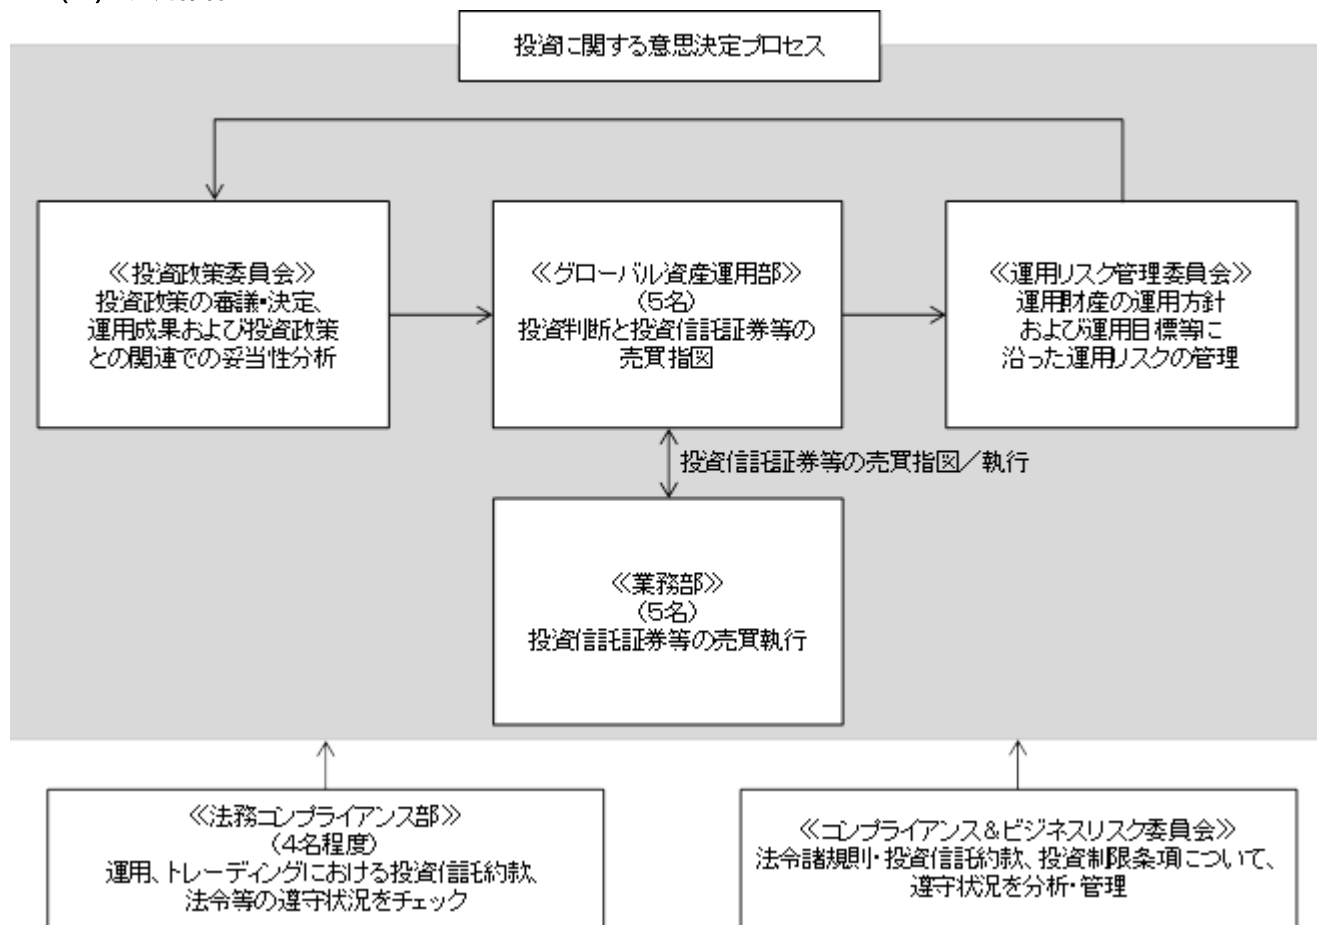 投資に関する意思決定プロセス
≪投資政策委員会≫
投資政策の審議・決定、
運用成果および投資政策
との関連での妥当性分析
≪グローバル資産運用部≫
(5名)
投資判断と投資信託証券等の
売買指図
≪運用リスク管理委員会≫
運用財産の運用方針
および運用目標等に
沿った運用リスクの管理
投資信託証券等の売買指図／執行
≪業務部≫
(5名)
投資信託証券等の売買執行
≪法務コンプライアンス部≫
(4名程度)
運用、トレーディングにおける投資信託約款、
法令等の遵守状況をチェック
≪コンプライアンス＆ビジネスリスク委員会≫
法令諸規則・投資信託約款、投資制限条項について、
遵守状況を分析・管理